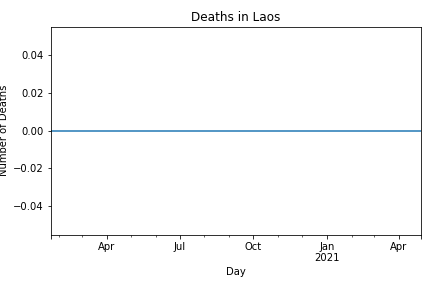 Deaths in Laos
0.04
0.02
0.00
−0.02
−0.04
Number of Deaths
Apr
Jul
Oct
Jan
2021
Apr
Day